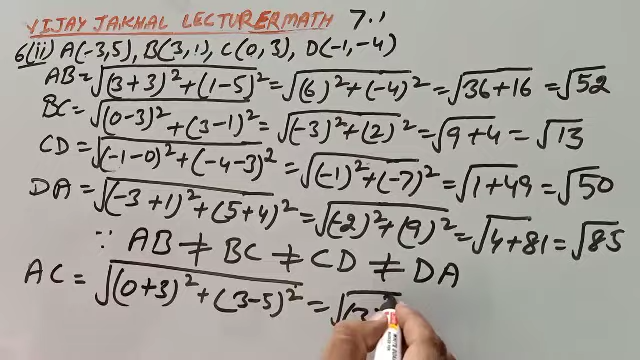 VIJAY JAKHAL LECTURER MATH 7.1
6(ii) A(-3,5), B(3,1), C(0,3), D(-1,-4)
AB = √(3+3)² + (1-5)² = √(6)² + (-4)² = √36+16 = √52
BC = √(0-3)² + (3-1)² = √(-3)² + (2)² = √9+4 = √13
CD = √(-1-0)² + (-4-3)² = √(-1)² + (-7)² = √1+49 = √50
DA = √(-3+1)² + (5+4)² = √(-2)² + (9)² = √4+81 = √85
∵ AB ≠ BC ≠ CD ≠ DA
AC = √(0+3)² + (3-5)² = √